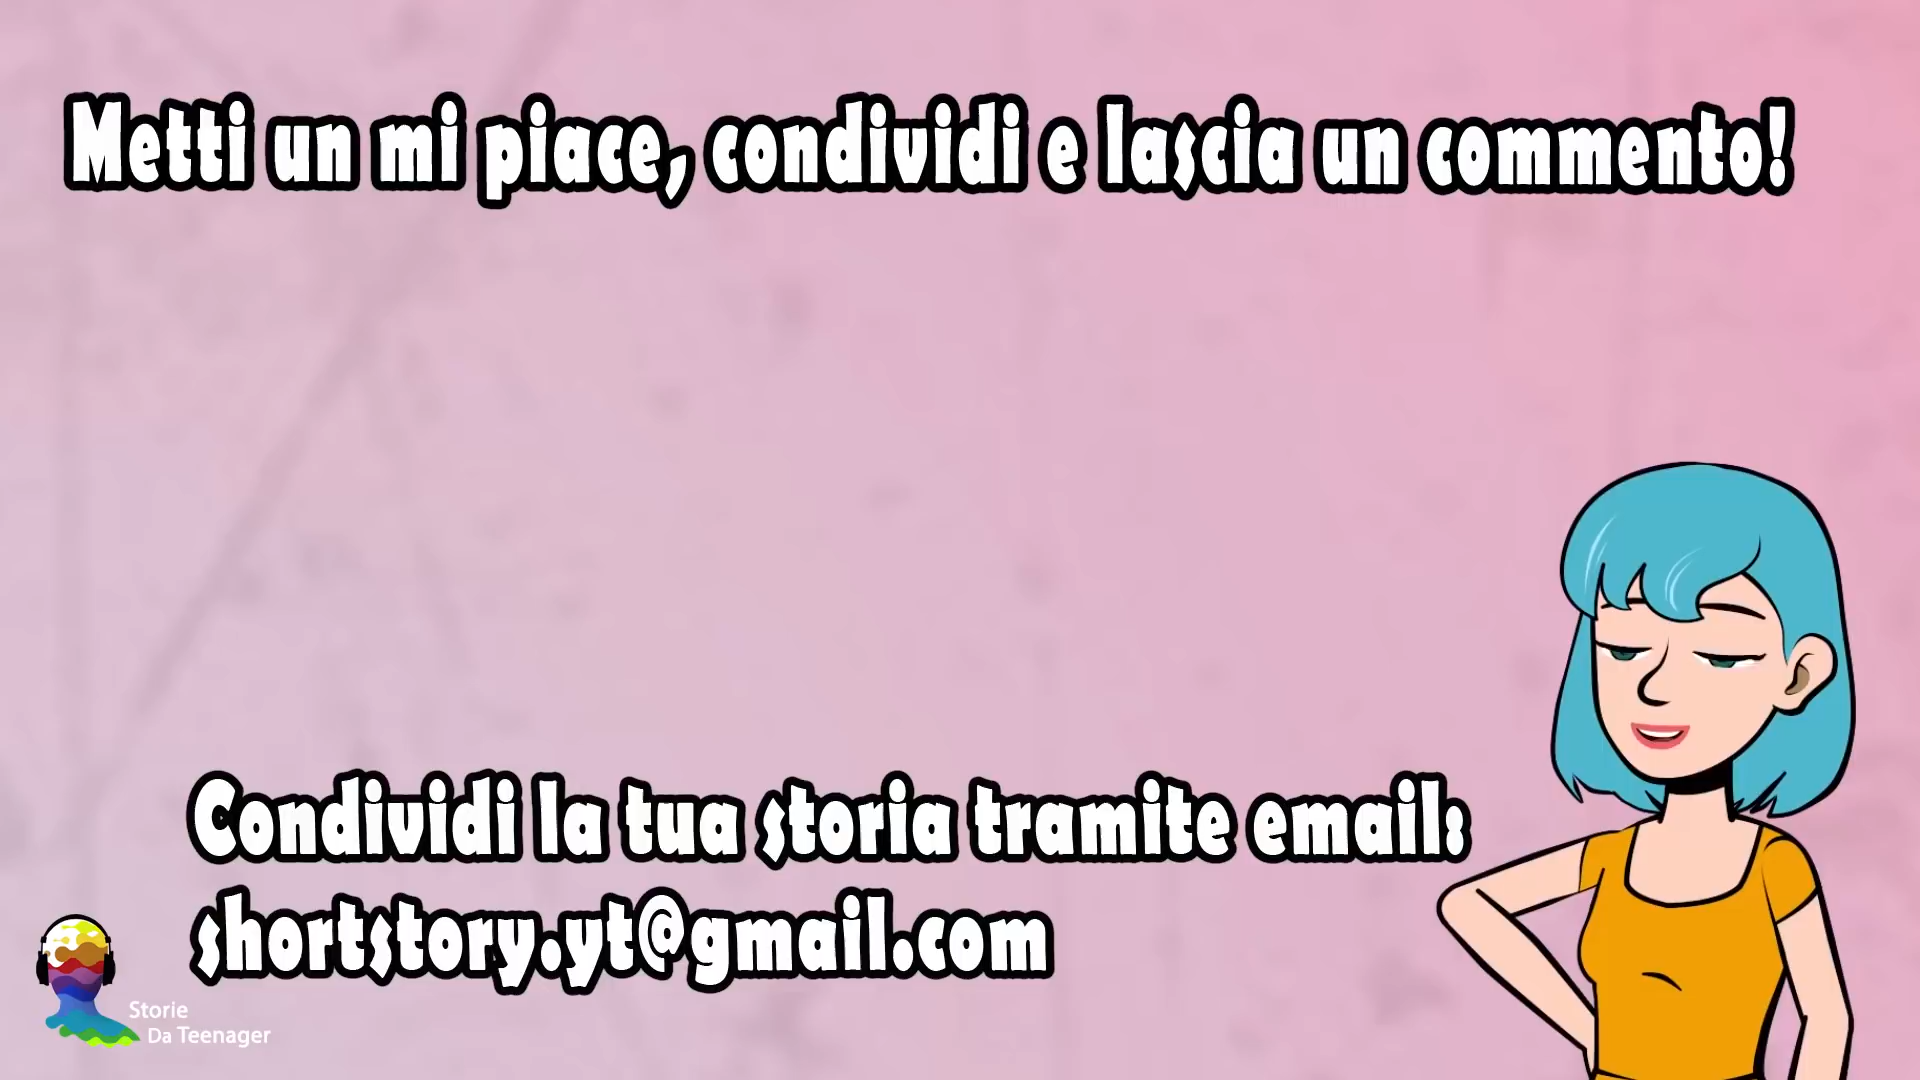 Metti un mi piace, condividi e lascia un commento!
Condividi la tua storia tramite email:
shortstory.yt@gmail.com
Storie
Da Teenager